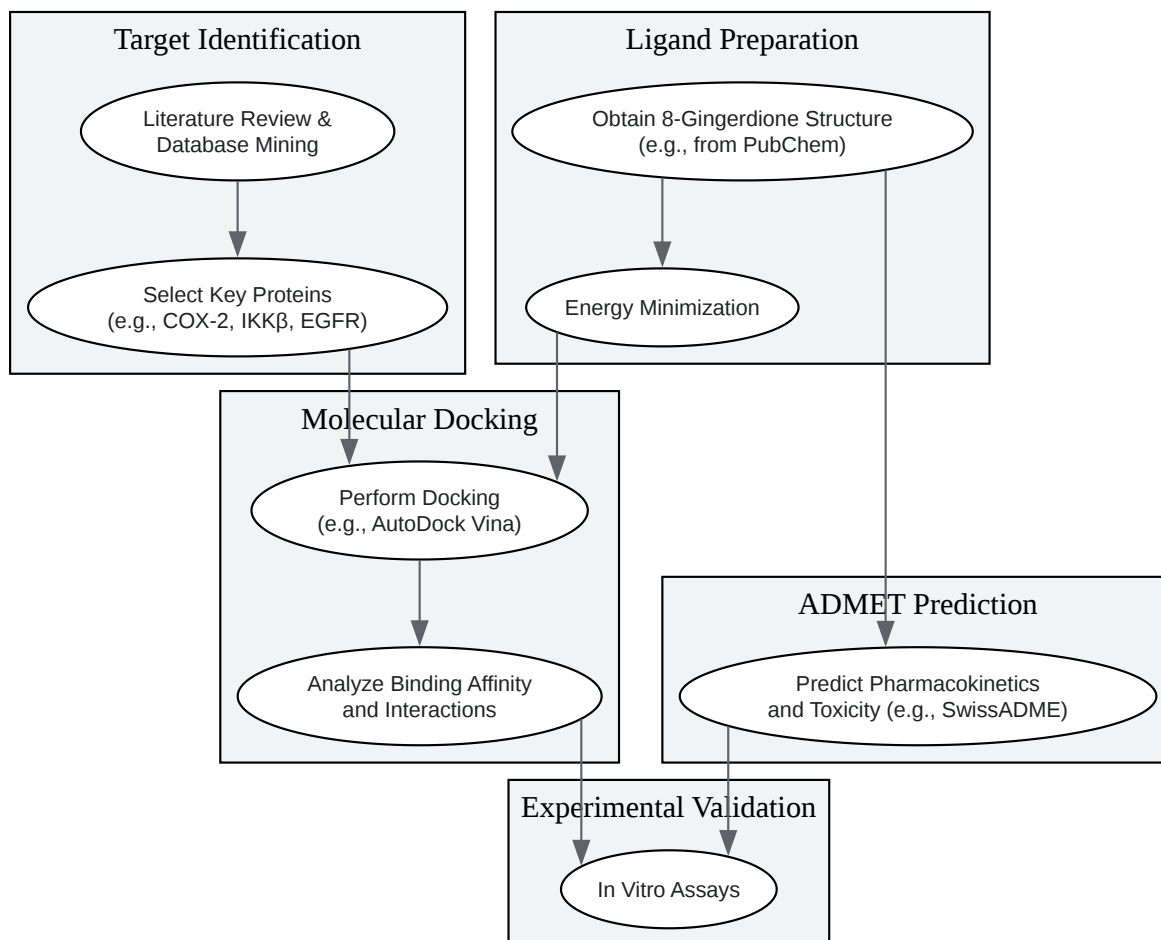 Target Identification
Literature Review &
Database Mining
Select Key Proteins
(e.g., COX-2, IKKβ, EGFR)
Ligand Preparation
Obtain 8-Gingerdione Structure
(e.g., from PubChem)
Energy Minimization
Molecular Docking
Perform Docking
(e.g., AutoDock Vina)
Analyze Binding Affinity
and Interactions
ADMET Prediction
Predict Pharmacokinetics
and Toxicity (e.g., SwissADME)
Experimental Validation
In Vitro Assays